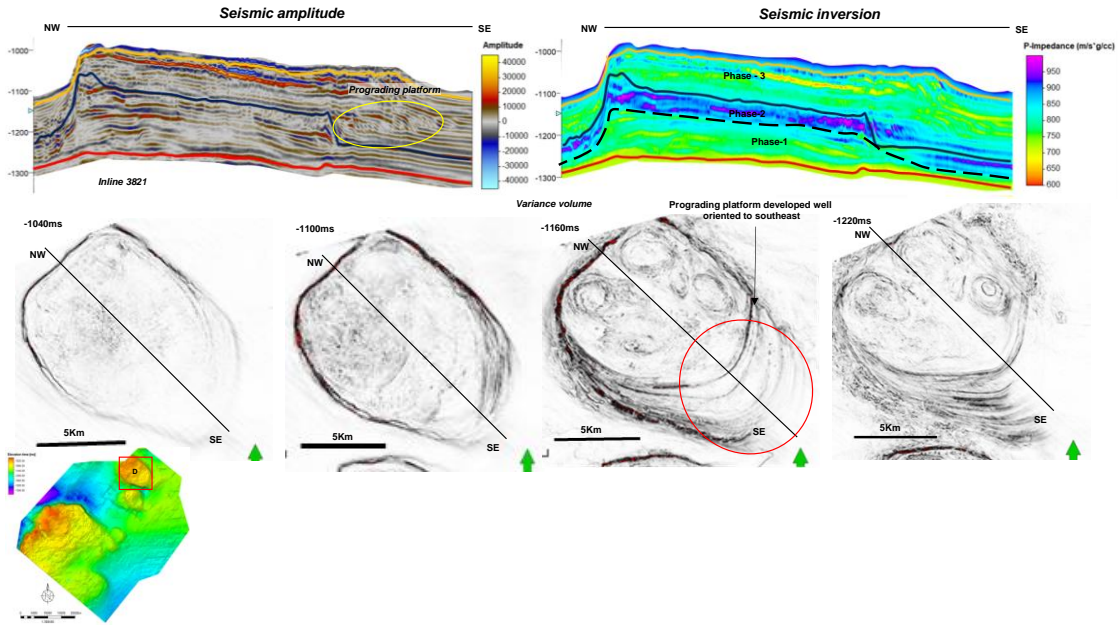 Seismic amplitude
Seismic inversion
NW
SE
NW
SE
Amplitude
40000
30000
20000
10000
0
-10000
-20000
-30000
-40000
P-Impedance (m/s*g/cc)
950
900
850
800
750
700
650
600
-1000
-1100
-1200
-1300
-1000
-1100
-1200
-1300
Prograding platform
Inline 3821
Phase - 3
Phase-2
Phase-1
Variance volume
Prograding platform developed well
oriented to southeast
-1040ms
NW
SE
5Km
-1100ms
NW
SE
5Km
-1160ms
NW
SE
5Km
-1220ms
NW
SE
5Km
D